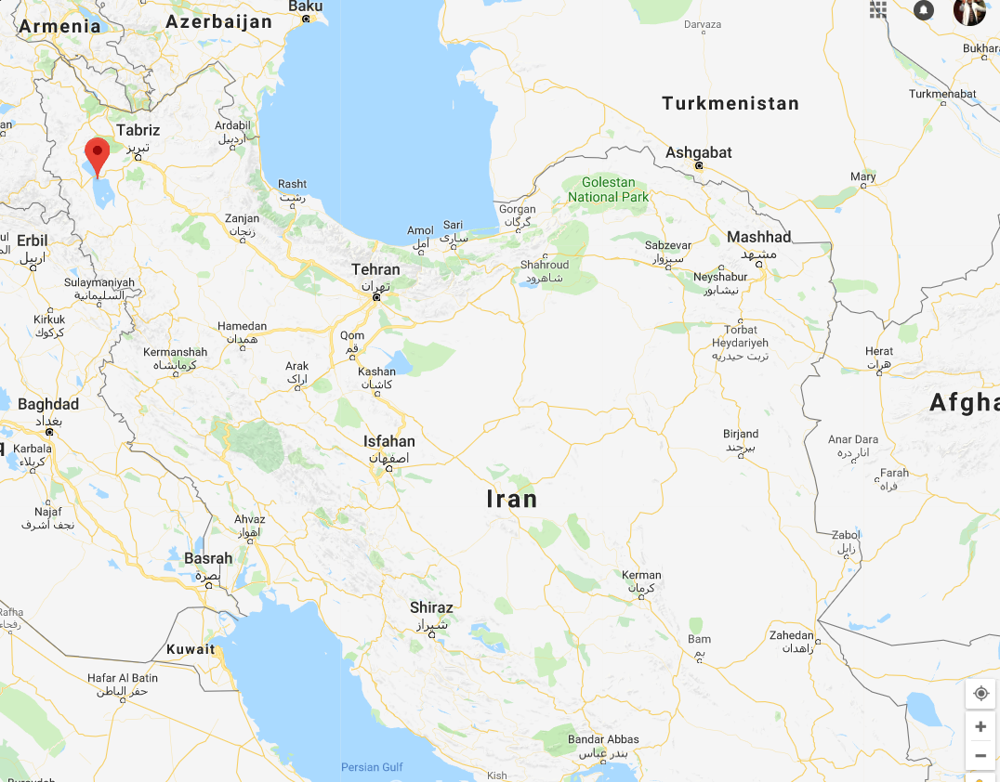 Baku
Armenia
Azerbaijan
Darvaza
Bukhar
Turkmenabat
Turkmenistan
Tabriz
تبریز
Ardabil
اردبیل
Ashgabat
Mary
Rasht
رشت
Golestan
National Park
Gorgan
گرگان
Zanjan
زنجان
Amol
آمل
Sari
ساری
Erbil
اربيل
Mashhad
مشهد
Sabzevar
سبزوار
Tehran
تهران
Shahroud
شاهرود
Neyshabur
نیشابور
Sulaymaniyah
السليمانية
Kirkuk
كركوك
Hamedan
همدان
Qom
قم
Torbat
Heydariyeh
تربت حیدریه
Kermanshah
کرمانشاه
Arak
اراک
Kashan
کاشان
Herat
هرات
Baghdad
بغداد
Afgha
Isfahan
اصفهان
Birjand
بیرجند
Anar Dara
انار دره
Karbala
كربلاء
Farah
فراه
Iran
Najaf
نجف أشرف
Ahvaz
اهواز
Zabol
زابل
Basrah
بصرة
Kerman
کرمان
Shiraz
شیراز
Rafha
رفحاء
Kuwait
Bam
بم
Zahedan
زاهدان
Hafar Al Batin
حفر الباطن
Bandar Abbas
بندر عباس
Persian Gulf
Kish